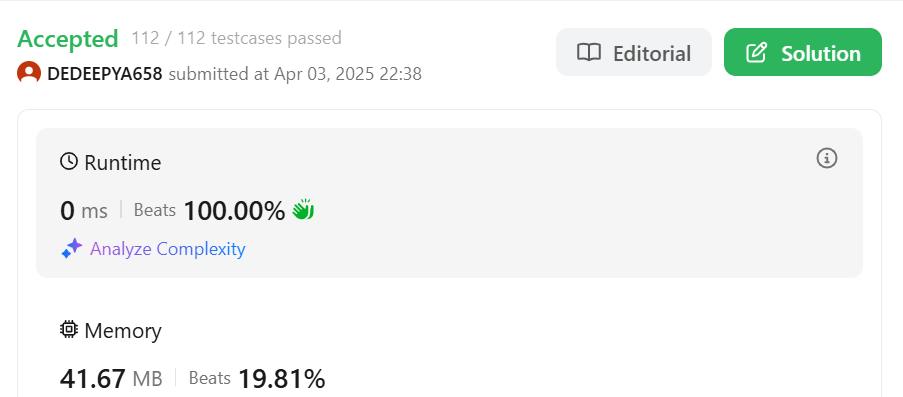 Accepted 112 / 112 testcases passed
DEDEEPYA658 submitted at Apr 03, 2025 22:38
Editorial
Solution
Runtime
0 ms Beats 100.00%
Analyze Complexity
Memory
41.67 MB Beats 19.81%